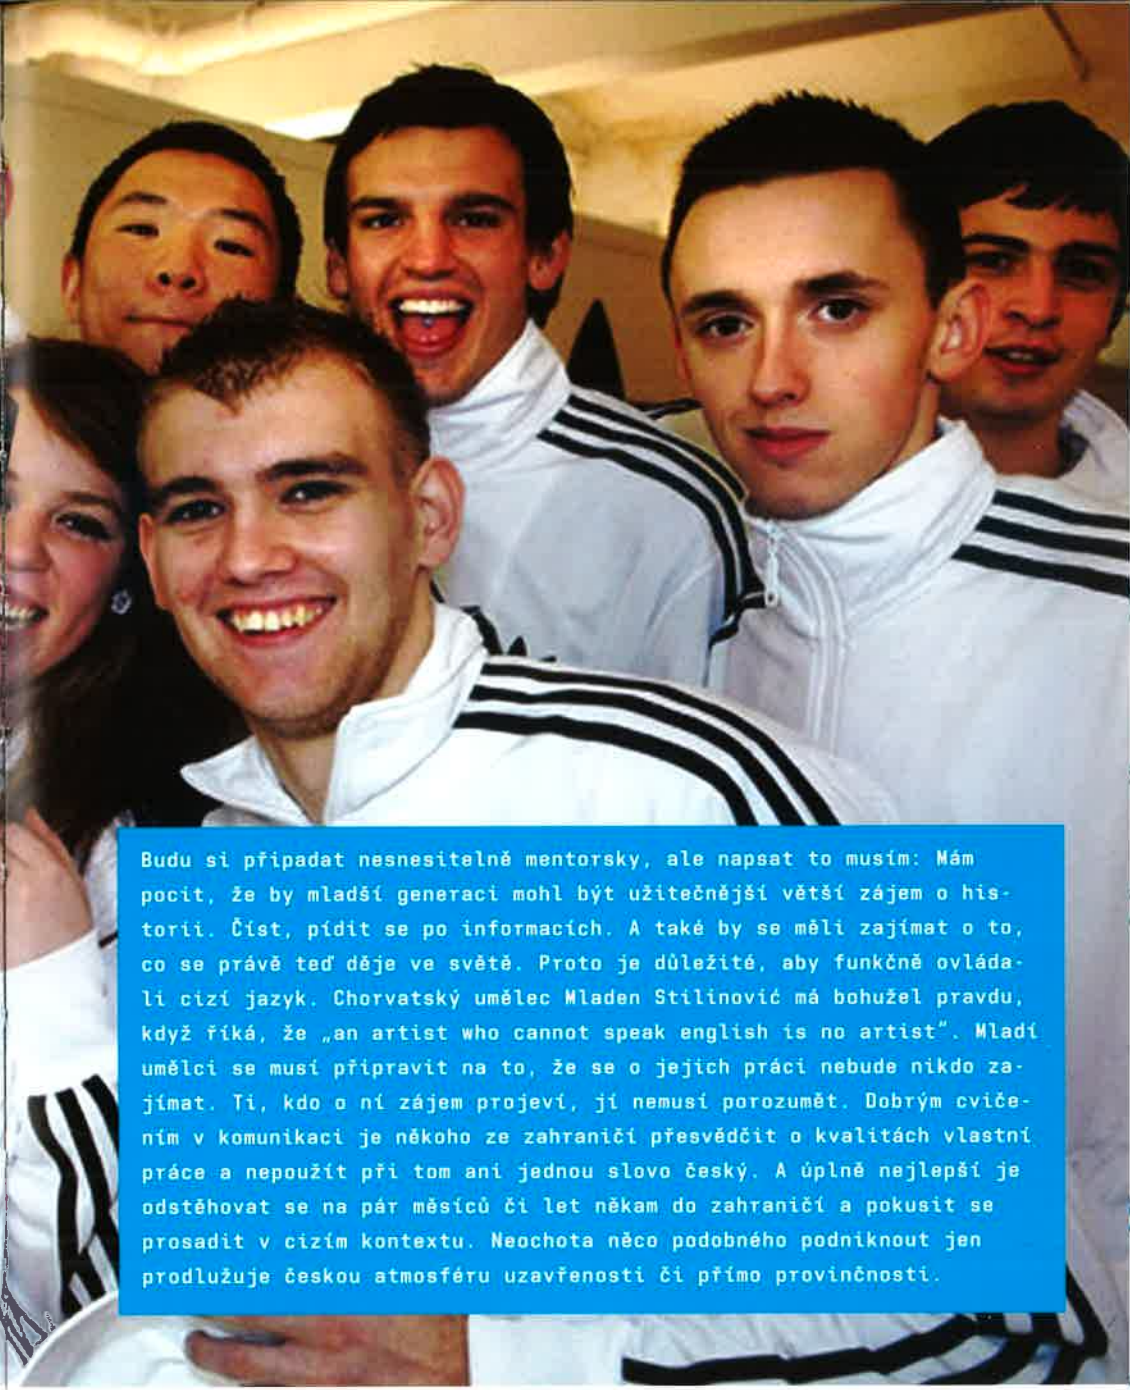 Budu si připadat nesnesitelně mentorsky, ale napsat to musím: Mám
pocit, že by mladší generaci mohl být užitečnější větší zájem o his-
torii. Číst, pídit se po informacích. A také by se měli zajímat o to,
co se právě teď děje ve světě. Proto je důležité, aby funkčně ovláda-
li cizí jazyk. Chorvatský umělec Mladen Stilinović má bohužel pravdu,
když říká, že „an artist who cannot speak english is no artist“. Mladí
umělci se musí připravit na to, že se o jejich práci nebude nikdo za-
jímat. Ti, kdo o ní zájem projeví, jí nemusí porozumět. Dobrým cviče-
ním v komunikaci je někoho ze zahraničí přesvědčit o kvalitách vlastní
práce a nepoužít při tom ani jednou slovo český. A úplně nejlepší je
odstěhovat se na pár měsíců či let někam do zahraničí a pokusit se
prosadit v cizím kontextu. Neochota něco podobného podniknout jen
prodlužuje českou atmosféru uzavřenosti či přímo provinčnosti.